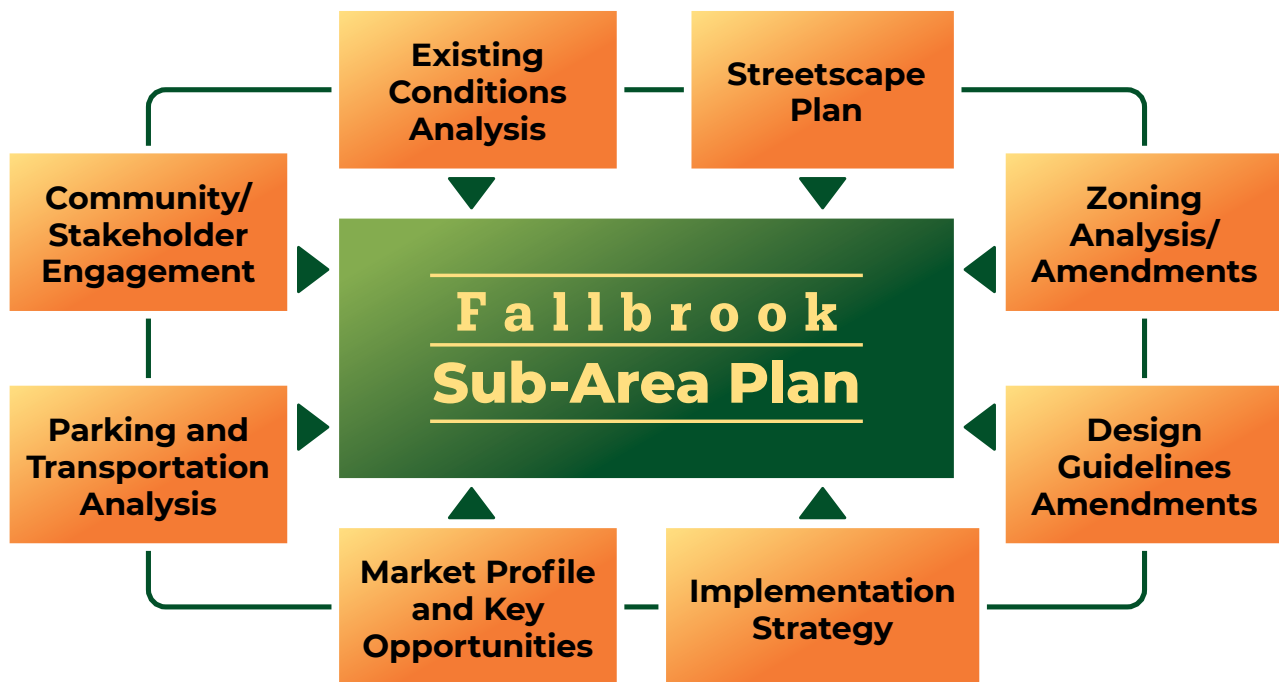 Existing
Conditions
Analysis
Streetscape
Plan
Community/
Stakeholder
Engagement
Zoning
Analysis/
Amendments
Fallbrook
Sub-Area Plan
Parking and
Transportation
Analysis
Design
Guidelines
Amendments
Market Profile
and Key
Opportunities
Implementation
Strategy